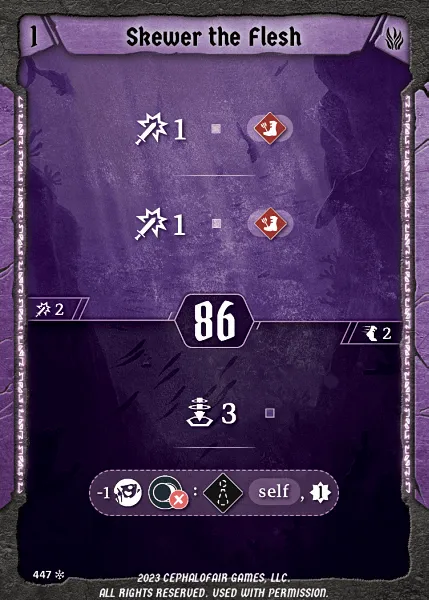 1
Skewer the Flesh
1
1
2
86
2
3
-1 : self , 1
447
2023 CEPHALOFAIR GAMES, LLC.
ALL RIGHTS RESERVED. USED WITH PERMISSION.